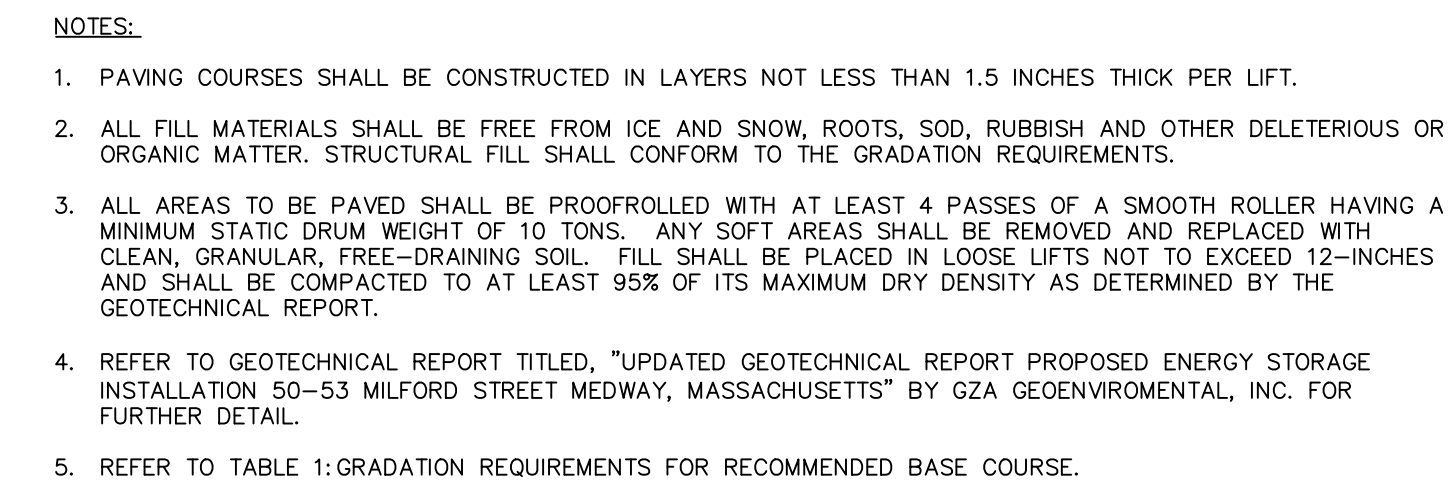 NOTES:
1. PAVING COURSES SHALL BE CONSTRUCTED IN LAYERS NOT LESS THAN 1.5 INCHES THICK PER LIFT.
2. ALL FILL MATERIALS SHALL BE FREE FROM ICE AND SNOW, ROOTS, SOD, RUBBISH AND OTHER DELETERIOUS OR
ORGANIC MATTER. STRUCTURAL FILL SHALL CONFORM TO THE GRADATION REQUIREMENTS.
3. ALL AREAS TO BE PAVED SHALL BE PROOFROLLED WITH AT LEAST 4 PASSES OF A SMOOTH ROLLER HAVING A
MINIMUM STATIC DRUM WEIGHT OF 10 TONS. ANY SOFT AREAS SHALL BE REMOVED AND REPLACED WITH
CLEAN, GRANULAR, FREE-DRAINING SOIL. FILL SHALL BE PLACED IN LOOSE LIFTS NOT TO EXCEED 12-INCHES
AND SHALL BE COMPACTED TO AT LEAST 95% OF ITS MAXIMUM DRY DENSITY AS DETERMINED BY THE
GEOTECHNICAL REPORT.
4. REFER TO GEOTECHNICAL REPORT TITLED, "UPDATED GEOTECHNICAL REPORT PROPOSED ENERGY STORAGE
INSTALLATION 50-53 MILFORD STREET MEDWAY, MASSACHUSETTS" BY GZA GEOENVIROMENTAL, INC. FOR
FURTHER DETAIL.
5. REFER TO TABLE 1: GRADATION REQUIREMENTS FOR RECOMMENDED BASE COURSE.